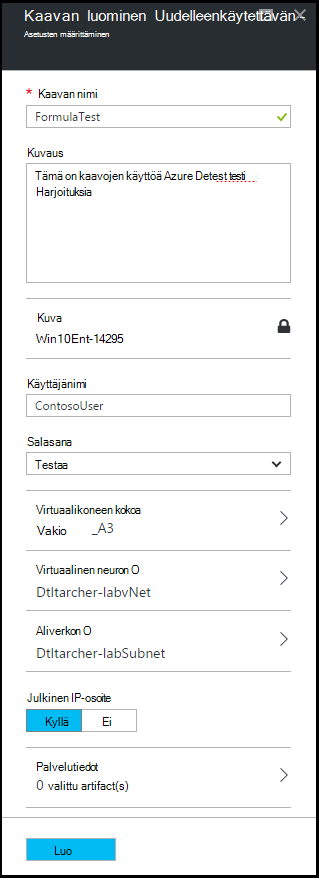 Kaavan luominen Uudelleenkäytettävän -
Asetusten määrittäminen
* Kaavan nimi
FormulaTest
Kuvaus
Tämä on kaavojen käyttöä Azure Detest testi
Harjoituksia
Kuva
Win10Ent-14295
Käyttäjänimi
ContosoUser
Salasana
Testaa
Virtuaalikoneen kokoa
Vakio _A3
Virtuaalinen neuron O
Dtltarcher-labvNet
Aliverkon O
Dtltarcher-labSubnet
Julkinen IP-osoite
Kyllä Ei
Palvelutiedot
0 valittu artifact(s)
Luo